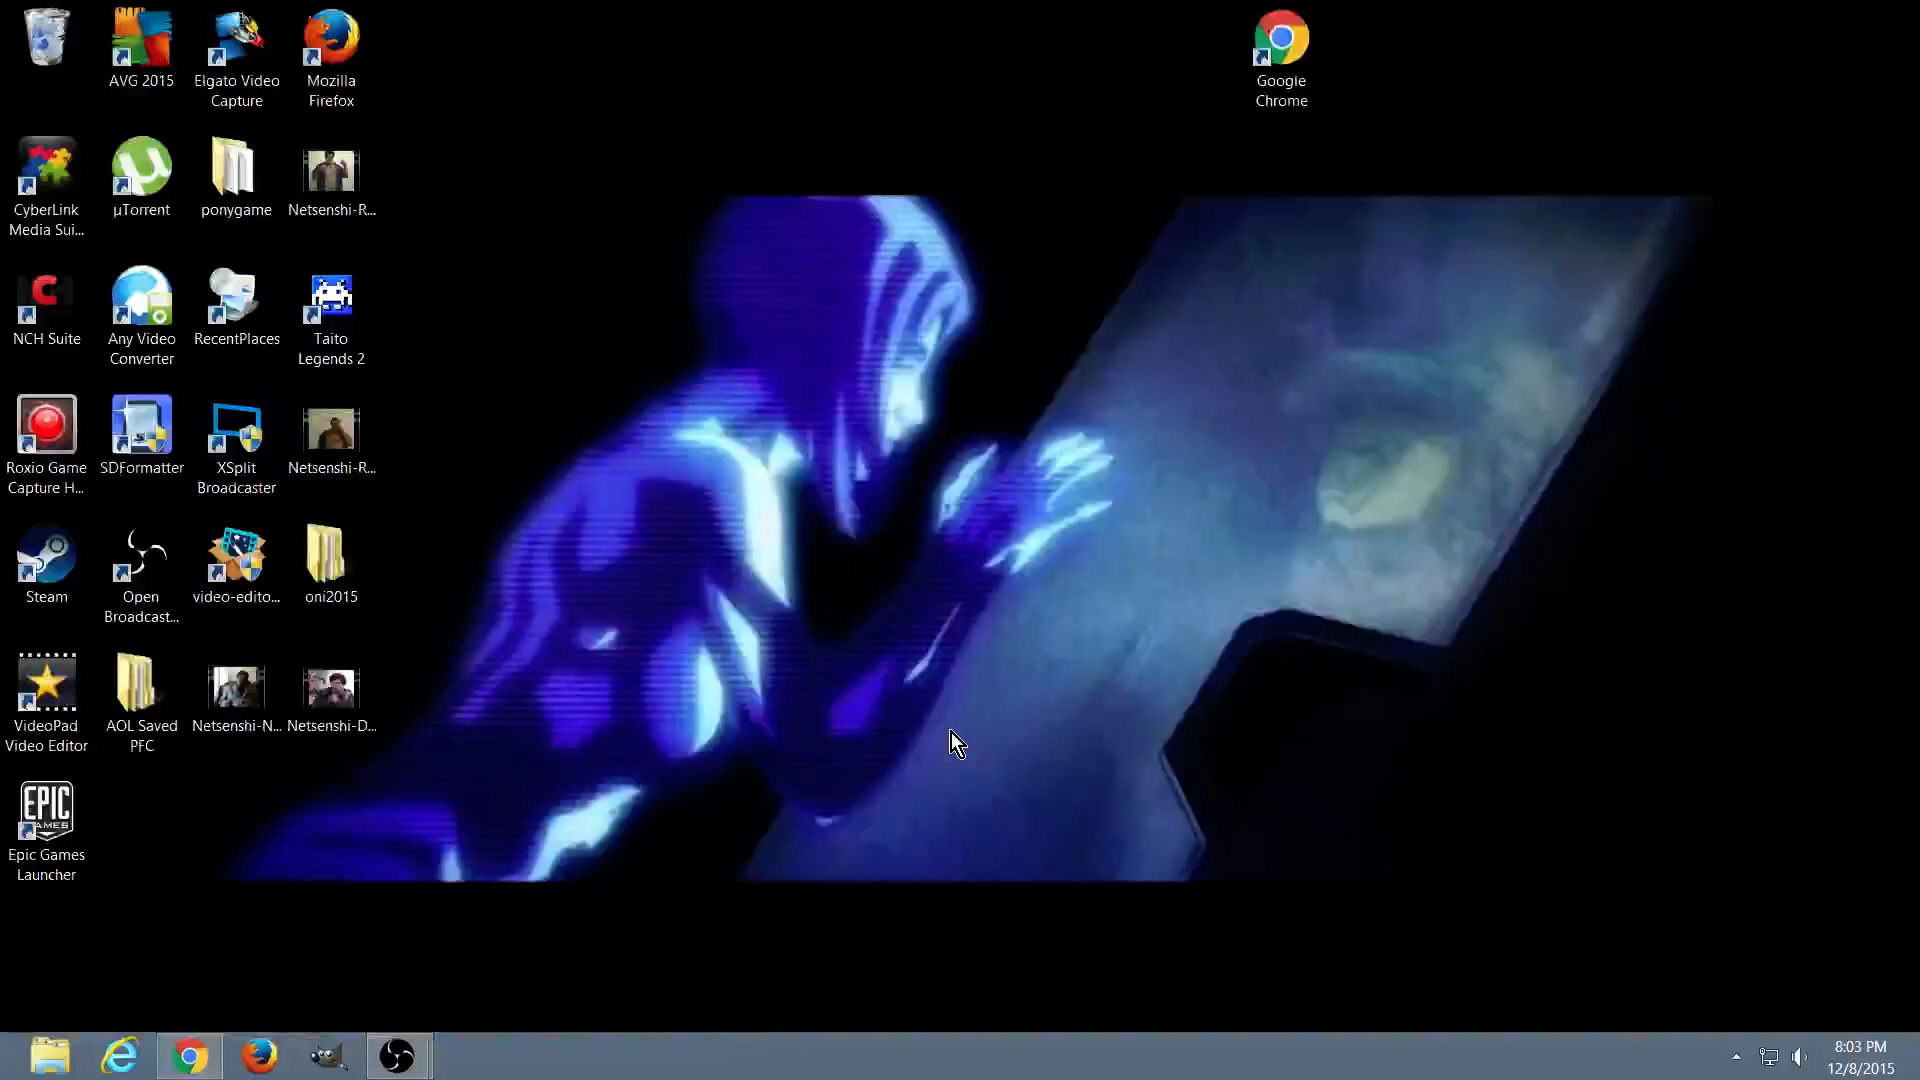 AVG 2015
Elgato Video
Capture
Mozilla
Firefox
Google
Chrome
CyberLink
Media Sui...
µTorrent
ponygame
Netsenshi-R...
NCH Suite
Any Video
Converter
RecentPlaces
Taito
Legends 2
Roxio Game
Capture H...
SDFormatter
XSplit
Broadcaster
Netsenshi-R...
Steam
Open
Broadcast...
video-edito...
oni2015
VideoPad
Video Editor
AOL Saved
PFC
Netsenshi-N...
Netsenshi-D...
EPIC
GAMES
Epic Games
Launcher
8:03 PM
12/8/2015